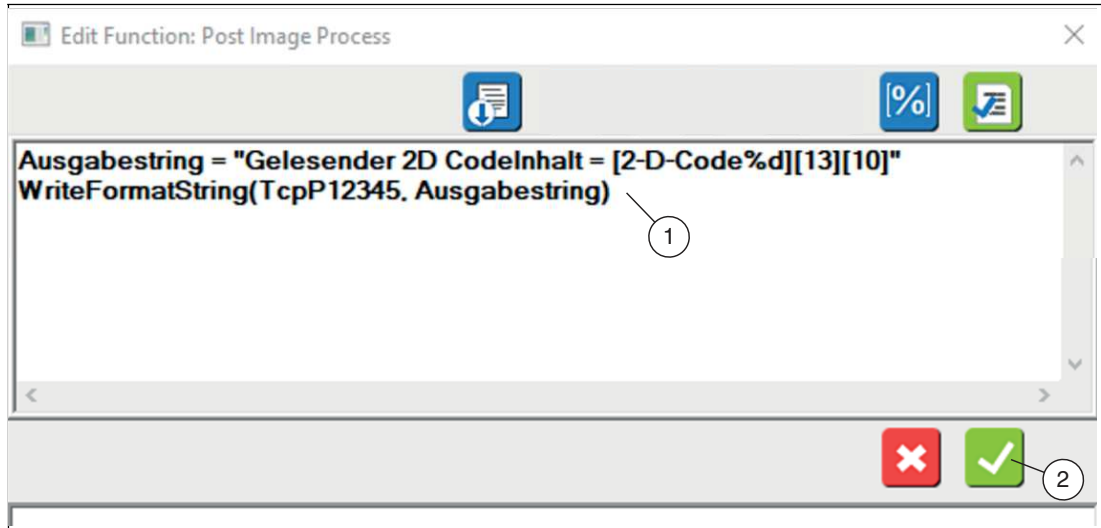 Edit Function: Post Image Process
[%]
Ausgabestring = "Gelesender 2D CodeInhalt = [2-D-Code%d][13][10]"
WriteFormatString(TcpP12345, Ausgabestring)
1
2